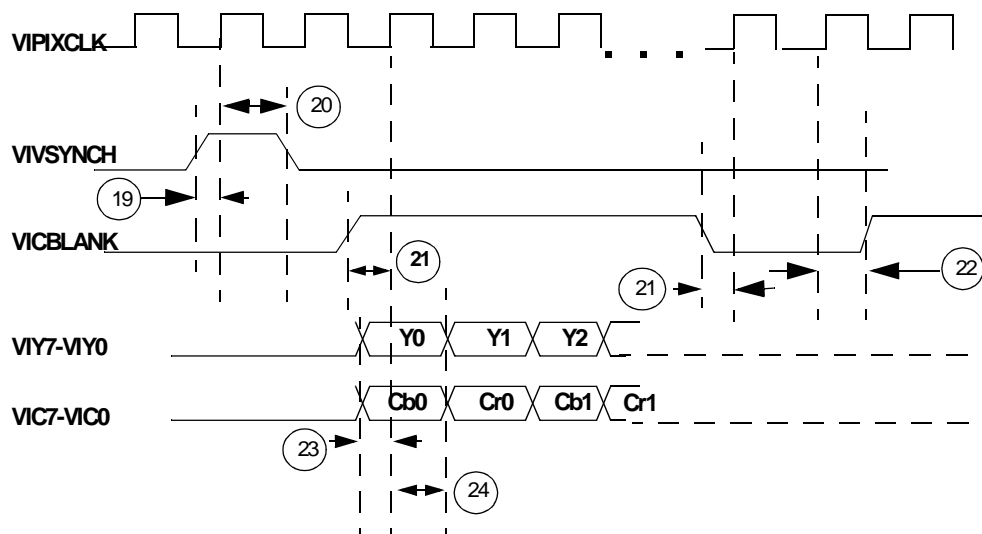 VIPIXCLK
. . .
20
VIVSYNCH
19
VICBLANK
21
21
22
VIY7-VIY0
Y0 Y1 Y2
VIC7-VIC0
Cb0 Cr0 Cb1 Cr1
23
24